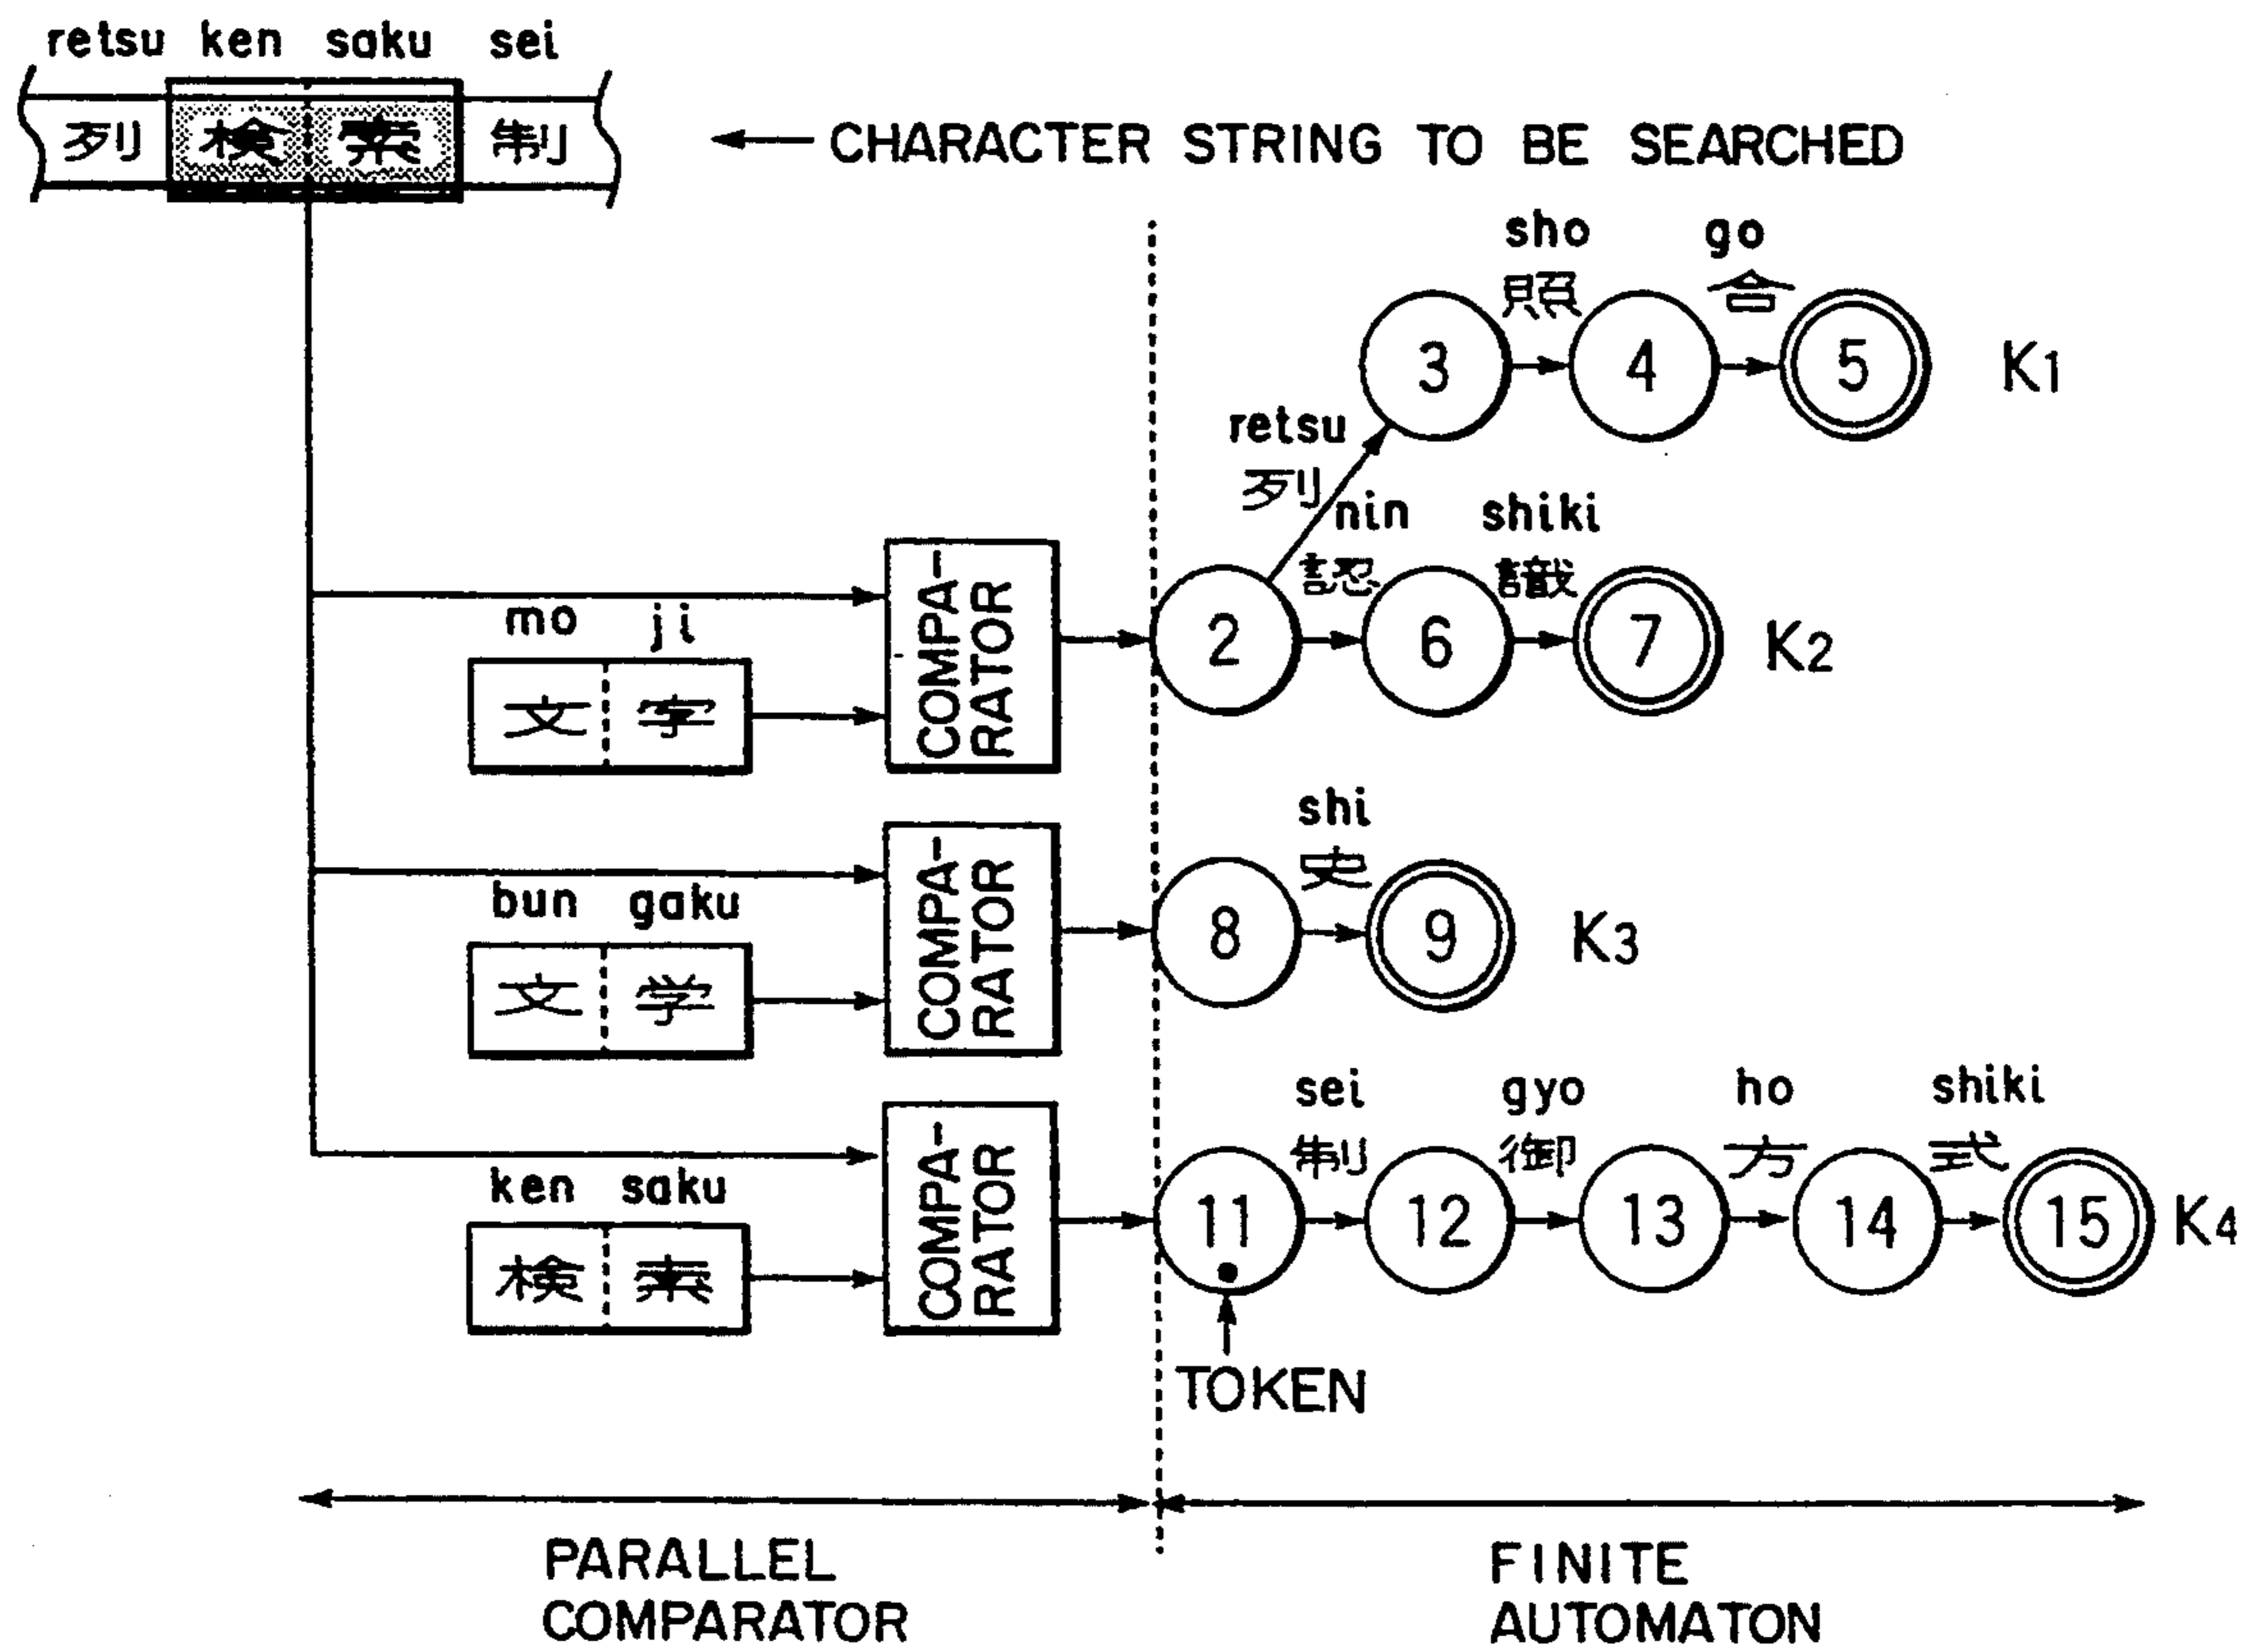 retsu ken saku sei
列 検 索 制
← CHARACTER STRING TO BE SEARCHED
sho go
照 合
3 4 5 K1
retsu
列
nin shiki
認 識
2 6 7 K2
mo ji
文 字
COMPA-
RATOR
shi
史
8 9 K3
bun gaku
文 学
COMPA-
RATOR
sei gyo ho shiki
制 御 方 式
11 12 13 14 15 K4
ken saku
検 索
COMPA-
RATOR
TOKEN
PARALLEL
COMPARATOR
FINITE
AUTOMATON